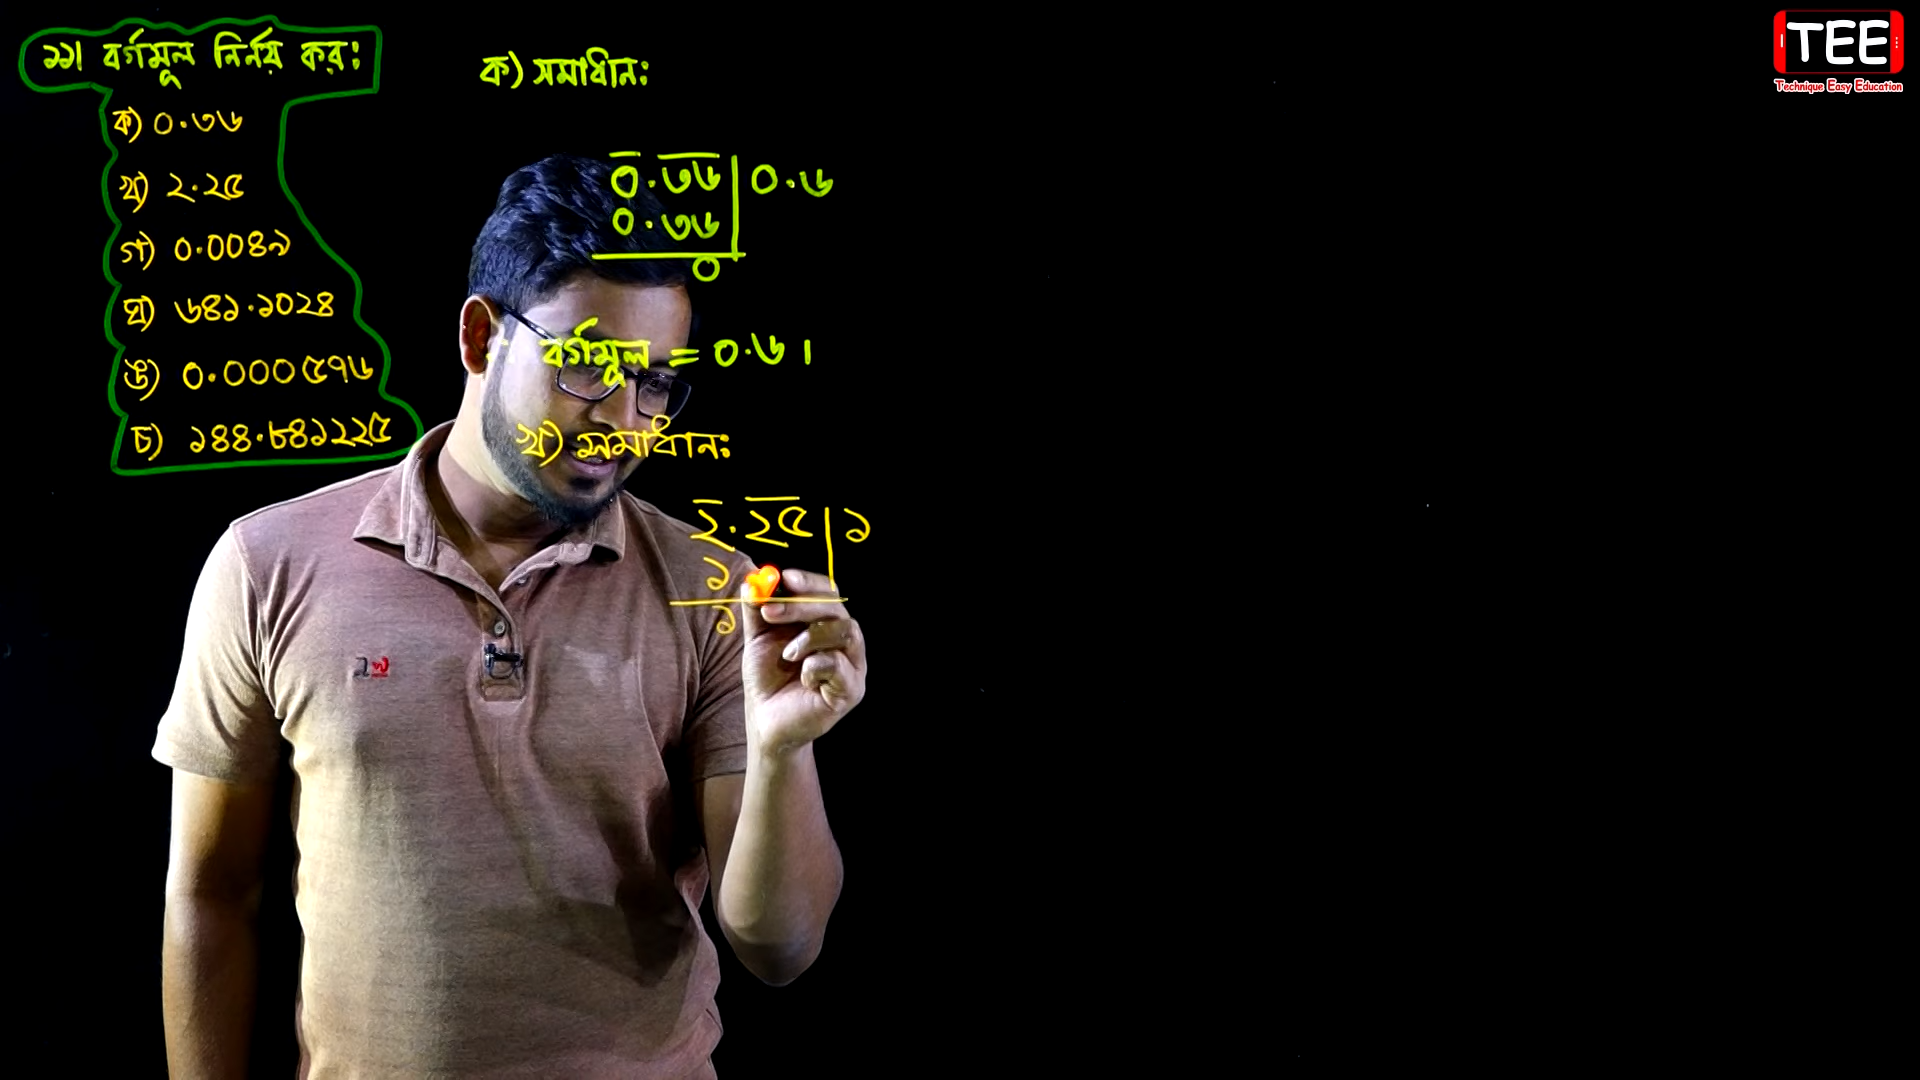 ১১। বর্গমূল নির্নয় কর:
ক) ০.৩৬
খ) ২.২৫
গ) ০.০০৪৯
ঘ) ৬৪১.১০২৪
ঙ) ০.০০০৫৭৬
চ) ১৪৪.৮৪১২২৫
ক) সমাধান:
০.৩৬ | ০.৬
০.৩৬
০
∴ বর্গমূল = ০.৬।
খ) সমাধান:
২.২৫ | ১
১
১
TEE
Technique Easy Education